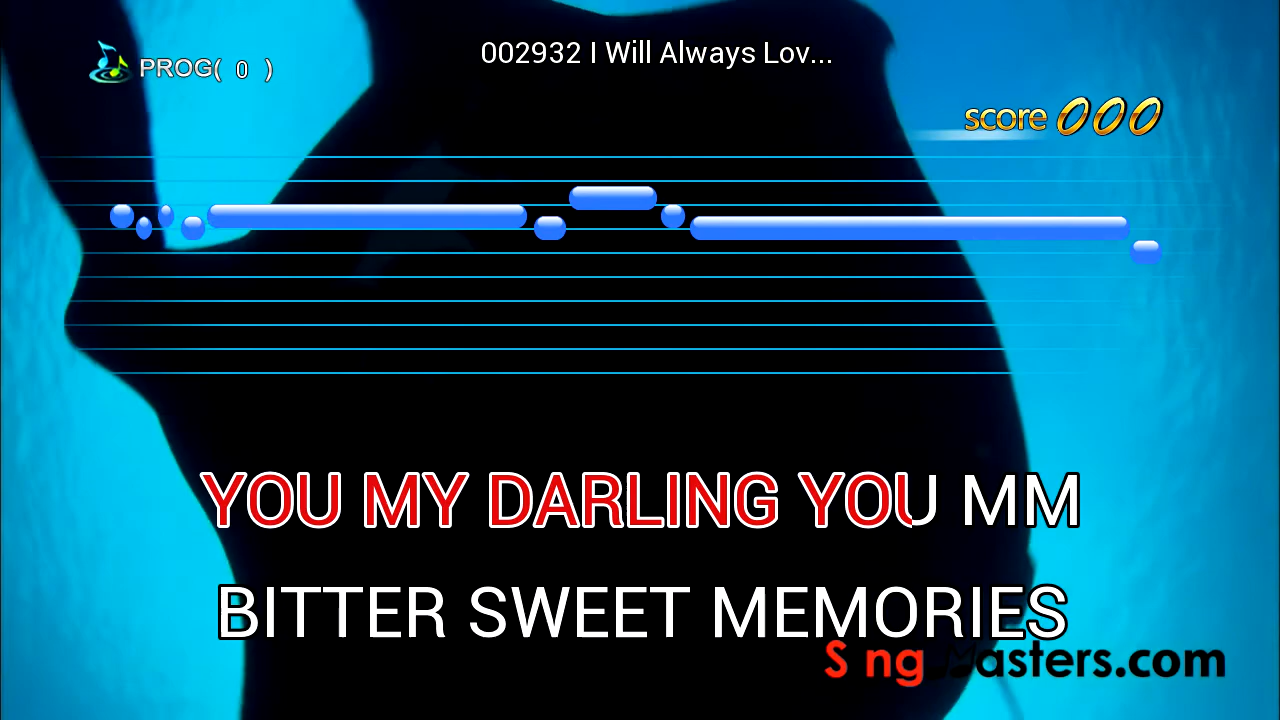 002932 I Will Always Lov...
PROG( 0 )
score 000
YOU MY DARLING YOU MM
BITTER SWEET MEMORIES
SingMasters.com